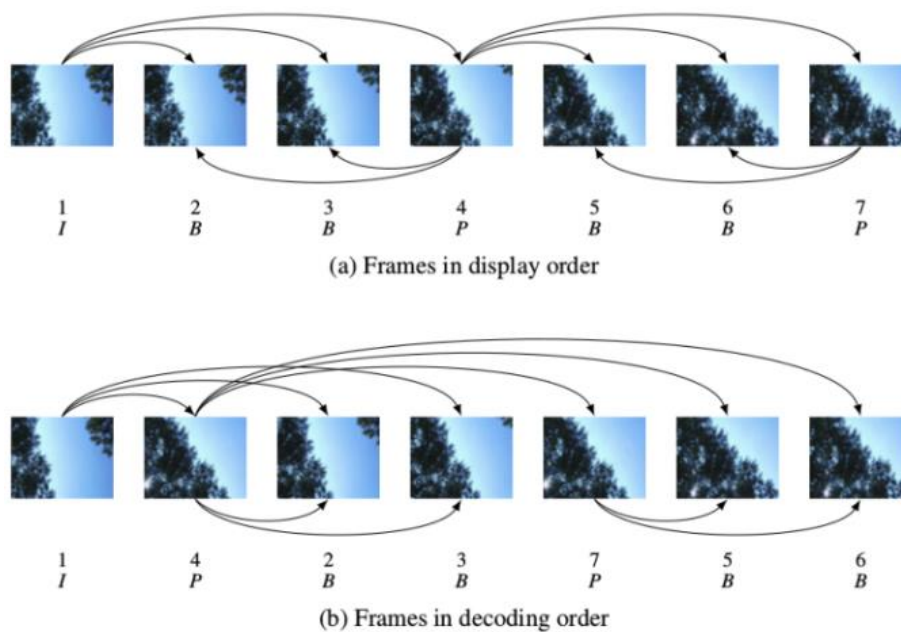 1 2 3 4 5 6 7
I B B P B B P
(a) Frames in display order
1 4 2 3 7 5 6
I P B B P B B
(b) Frames in decoding order